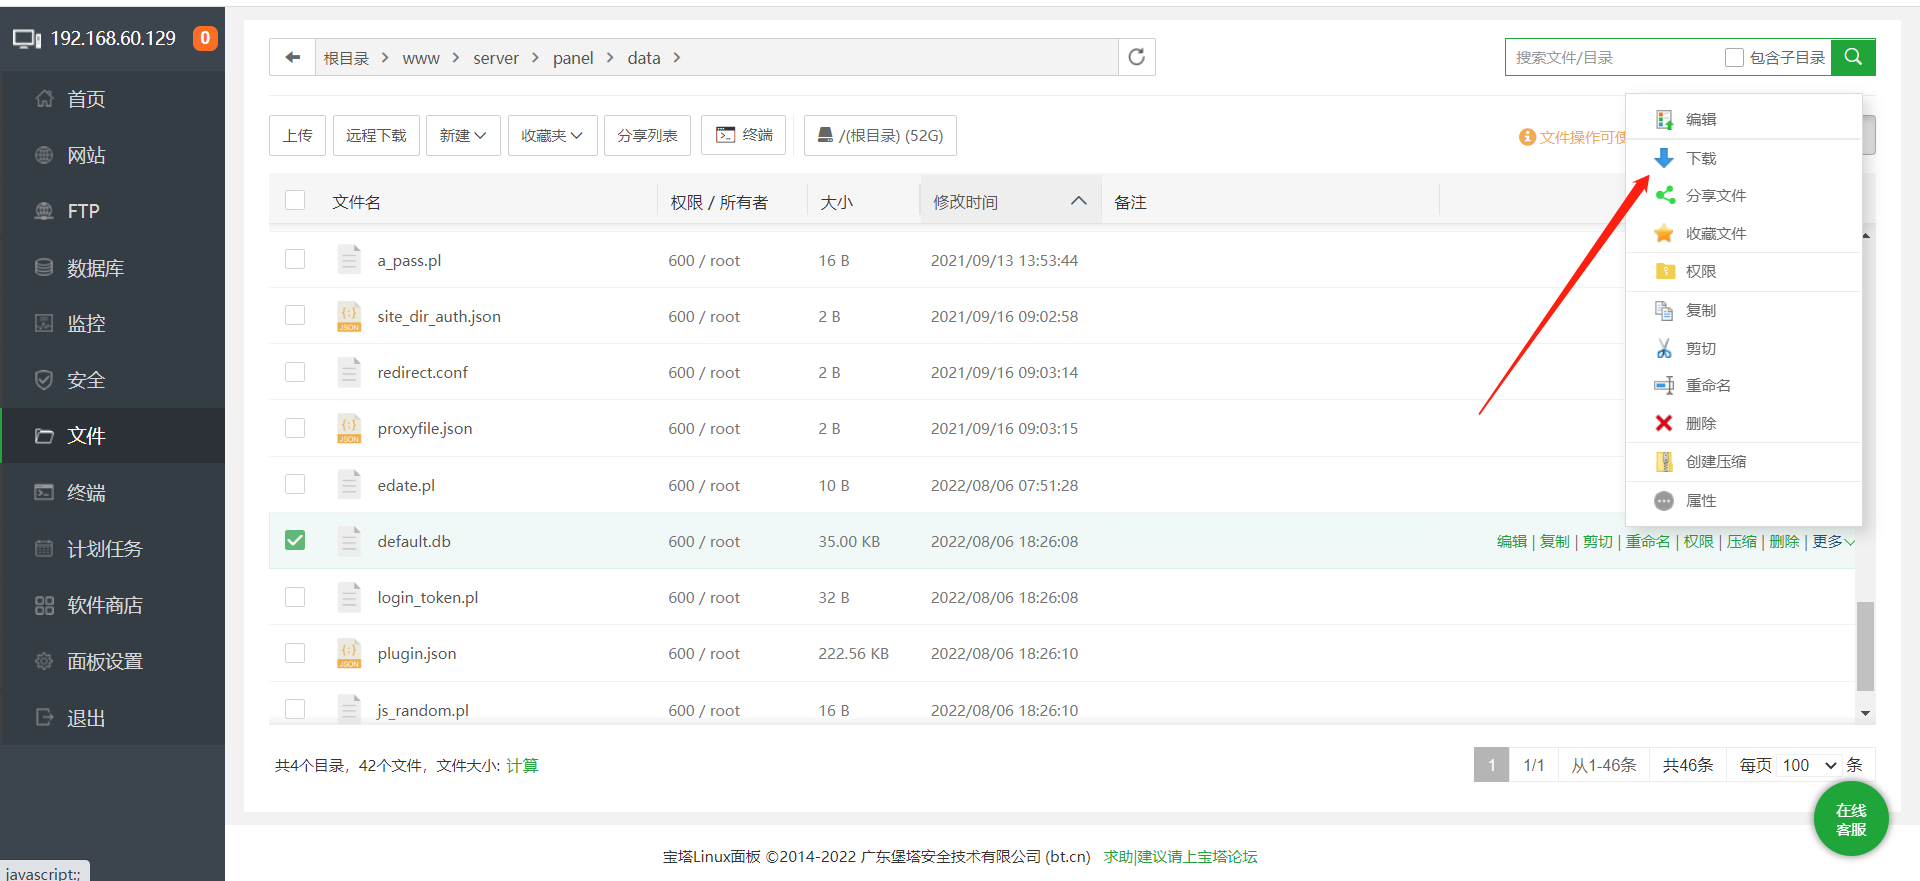 192.168.60.129 0
首页
网站
FTP
数据库
监控
安全
文件
终端
计划任务
软件商店
面板设置
退出
根目录 www server panel data
搜索文件/目录 包含子目录
上传 远程下载 新建 收藏夹 分享列表 终端 /(根目录) (52G)
文件操作可使
文件名 权限 / 所有者 大小 修改时间 备注
a_pass.pl 600 / root 16 B 2021/09/13 13:53:44
site_dir_auth.json 600 / root 2 B 2021/09/16 09:02:58
redirect.conf 600 / root 2 B 2021/09/16 09:03:14
proxyfile.json 600 / root 2 B 2021/09/16 09:03:15
edate.pl 600 / root 10 B 2022/08/06 07:51:28
default.db 600 / root 35.00 KB 2022/08/06 18:26:08 编辑 | 复制 | 剪切 | 重命名 | 权限 | 压缩 | 删除 | 更多
login_token.pl 600 / root 32 B 2022/08/06 18:26:08
plugin.json 600 / root 222.56 KB 2022/08/06 18:26:10
js_random.pl 600 / root 16 B 2022/08/06 18:26:10
JSON
JSON
JSON
编辑
下载
分享文件
收藏文件
权限
复制
剪切
重命名
删除
创建压缩
属性
共4个目录，42个文件，文件大小: 计算
1 1/1 从1-46条 共46条 每页 100 条
在线
客服
宝塔Linux面板 ©2014-2022 广东堡塔安全技术有限公司 (bt.cn) 求助|建议请上宝塔论坛
javascript:;